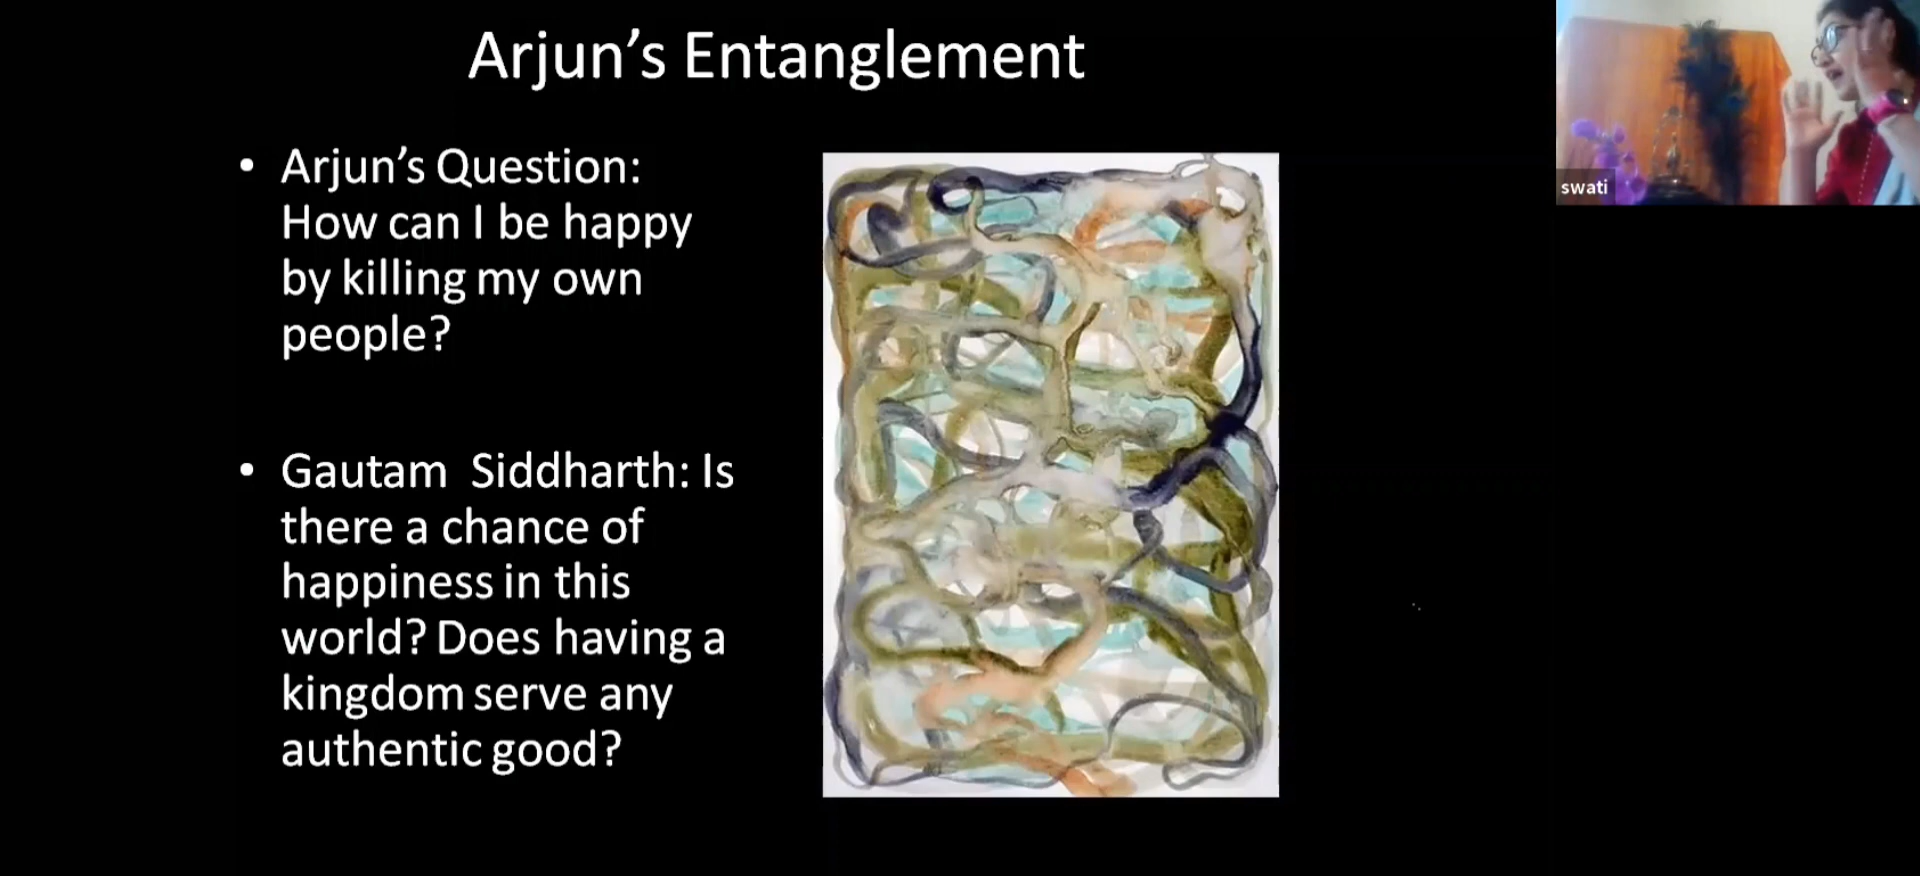 Arjun’s Entanglement
• Arjun’s Question:
How can I be happy
by killing my own
people?
• Gautam  Siddharth: Is
there a chance of
happiness in this
world? Does having a
kingdom serve any
authentic good?
swati